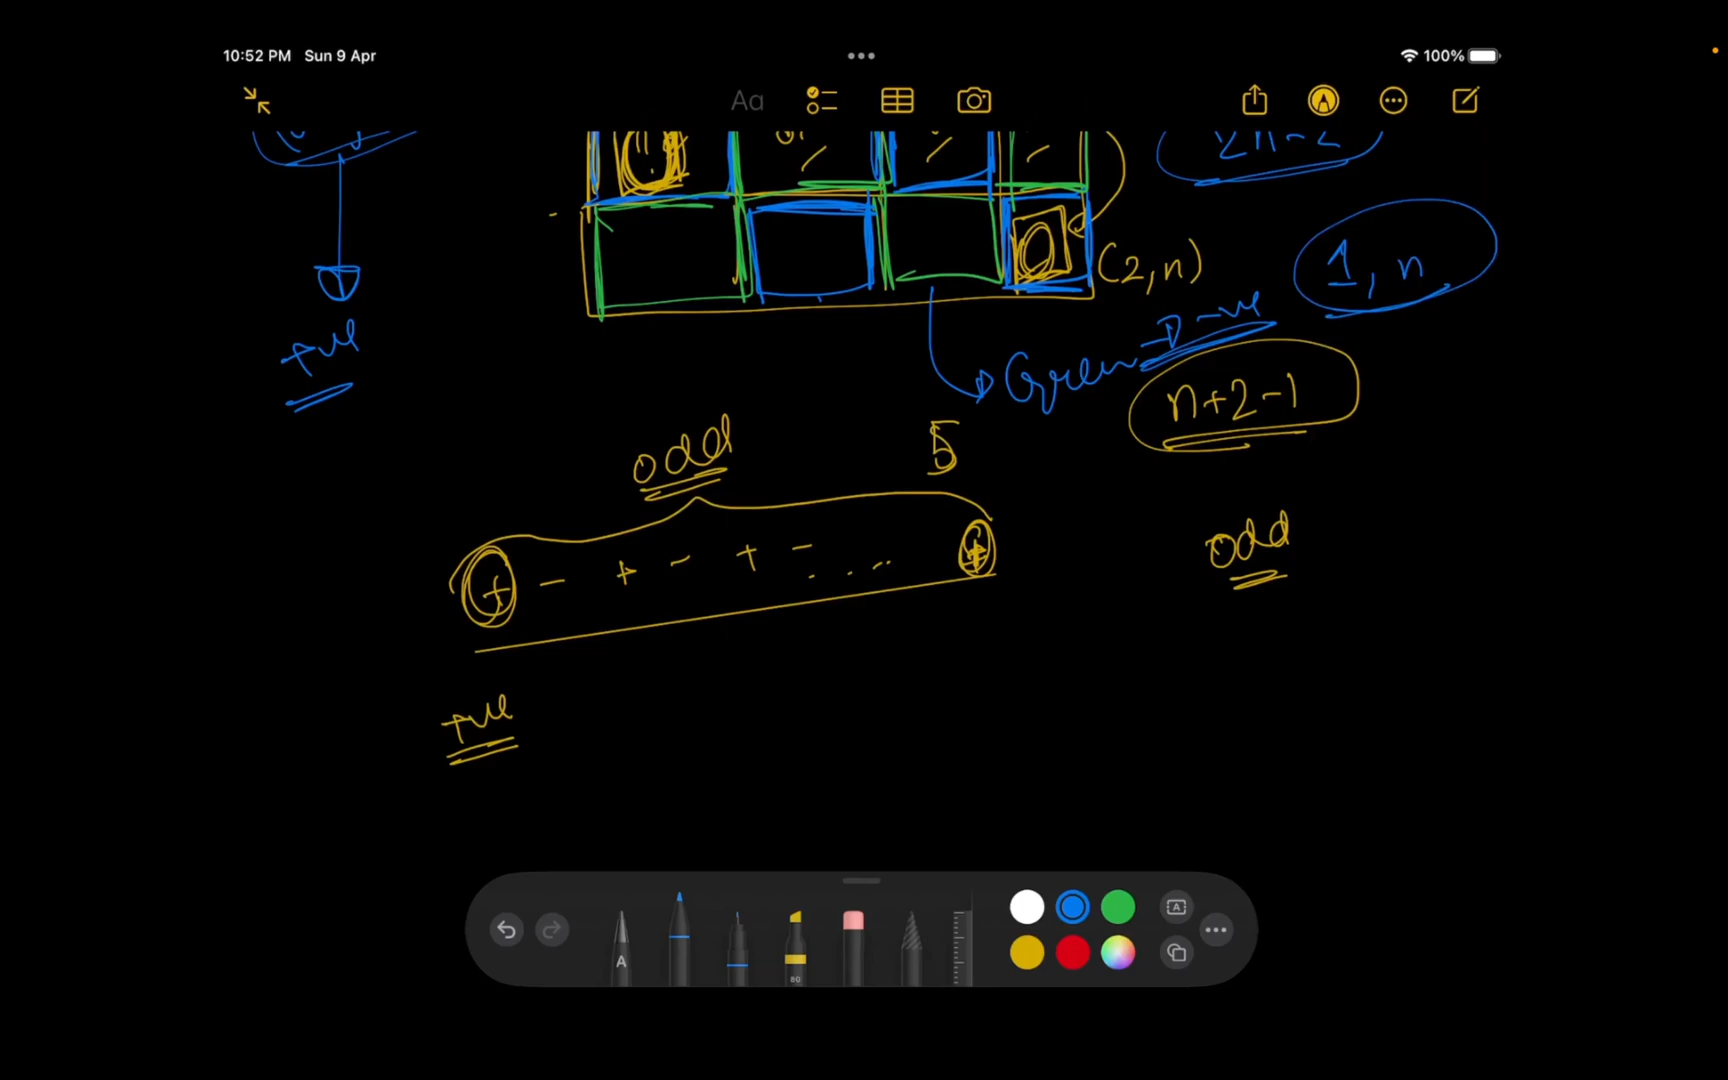 10:52 PM Sun 9 Apr
100%
Aa
2n-2
1, n
(2,n)
+ve
Green → -ve
n+2-1
odd
5
+ - + - + - ... +
odd
+ve
A
80
A